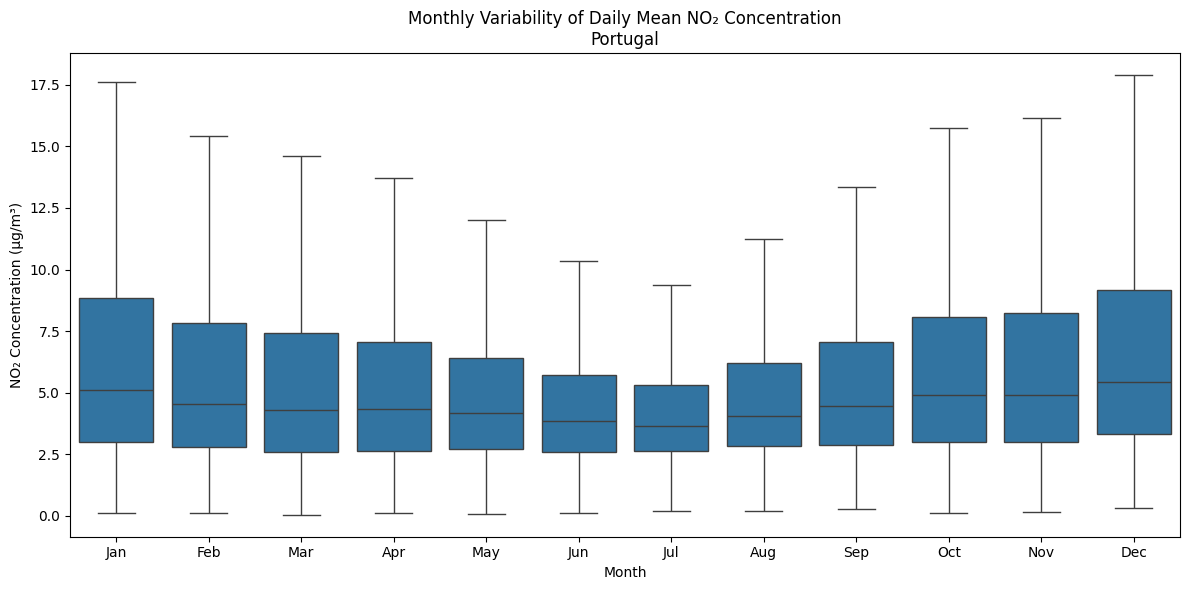 Monthly Variability of Daily Mean NO₂ Concentration
Portugal
NO₂ Concentration (µg/m³)
17.5
15.0
12.5
10.0
7.5
5.0
2.5
0.0
Jan Feb Mar Apr May Jun Jul Aug Sep Oct Nov Dec
Month